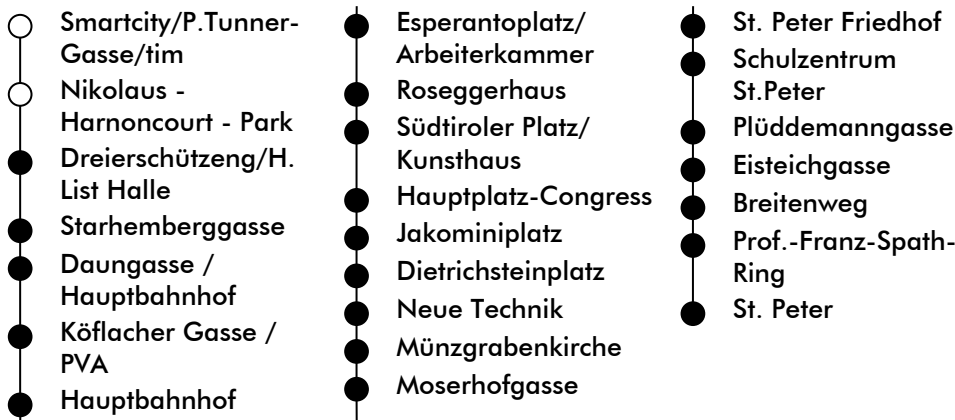 Smartcity/P.Tunner-
Gasse/tim
Nikolaus -
Harnoncourt - Park
Dreierschützeng/H.
List Halle
Starhemberggasse
Daungasse /
Hauptbahnhof
Köflacher Gasse /
PVA
Hauptbahnhof
Esperantoplatz/
Arbeiterkammer
Roseggerhaus
Südtiroler Platz/
Kunsthaus
Hauptplatz-Congress
Jakominiplatz
Dietrichsteinplatz
Neue Technik
Münzgrabenkirche
Moserhofgasse
St. Peter Friedhof
Schulzentrum
St.Peter
Plüddemanngasse
Eisteichgasse
Breitenweg
Prof.-Franz-Spath-
Ring
St. Peter